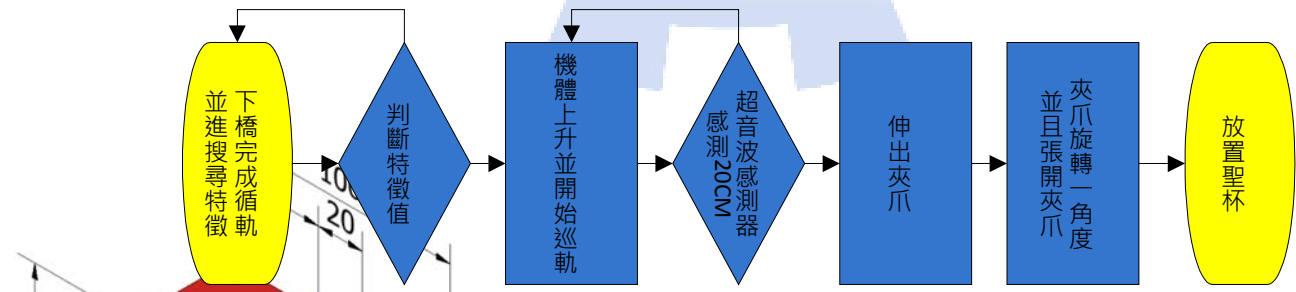 下橋完成循軌
並進搜尋特徵
判斷特徵值
機體上升並開始巡軌
超音波感測器
感測20CM
伸出夾爪
夾爪旋轉一角度
並且張開夾爪
放置聖杯
20